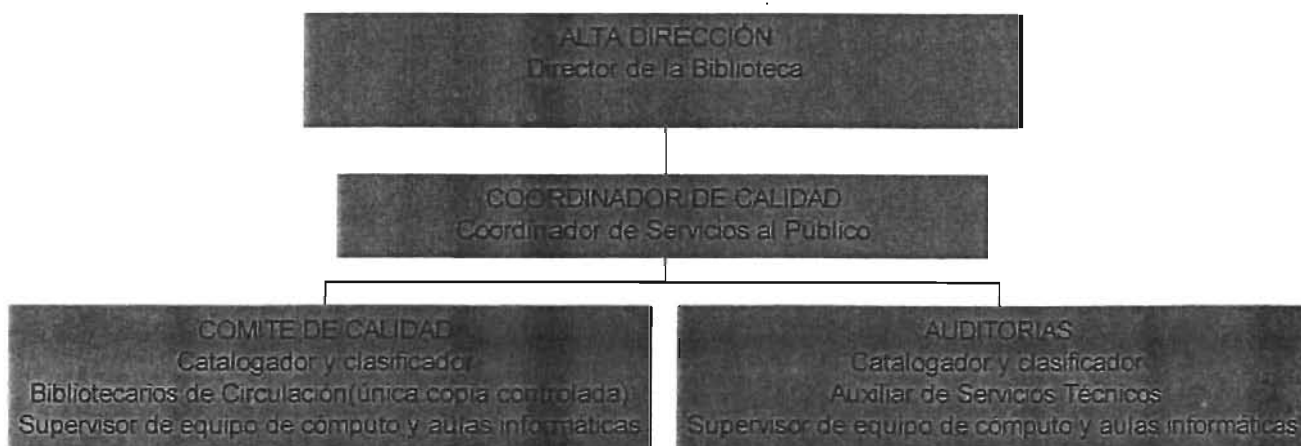 ALTA DIRECCIÓN
Director de la Biblioteca
COORDINADOR DE CALIDAD
Coordinador de Servicios al Público
COMITE DE CALIDAD
Catalogador y clasificador
Bibliotecarios de Circulación(única copia controlada)
Supervisor de equipo de cómputo y aulas informáticas
AUDITORIAS
Catalogador y clasificador
Auxiliar de Servicios Técnicos
Supervisor de equipo de cómputo y aulas informáticas